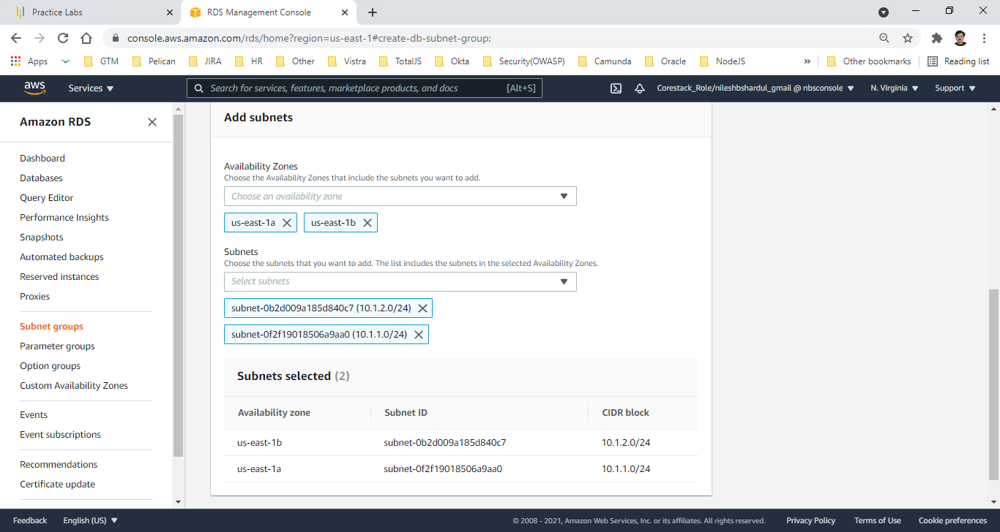 Practice Labs
RDS Management Console
console.aws.amazon.com/rds/home?region=us-east-1#create-db-subnet-group:
Apps GTM Pelican JIRA HR Other Vistra TotalJS Okta Security(OWASP) Camunda Oracle NodeJS » Other bookmarks Reading list
aws Services Search for services, features, marketplace products, and docs [Alt+S] Corestack_Role/nileshbshardul_gmail @ nbsconsole N. Virginia Support
Amazon RDS
Dashboard
Databases
Query Editor
Performance Insights
Snapshots
Automated backups
Reserved instances
Proxies
Subnet groups
Parameter groups
Option groups
Custom Availability Zones
Events
Event subscriptions
Recommendations
Certificate update
Add subnets
Availability Zones
Choose the Availability Zones that include the subnets you want to add.
Choose an availability zone
us-east-1a us-east-1b
Subnets
Choose the subnets that you want to add. The list includes the subnets in the selected Availability Zones.
Select subnets
subnet-0b2d009a185d840c7 (10.1.2.0/24)
subnet-0f2f19018506a9aa0 (10.1.1.0/24)
Subnets selected (2)
Availability zone Subnet ID CIDR block
us-east-1b subnet-0b2d009a185d840c7 10.1.2.0/24
us-east-1a subnet-0f2f19018506a9aa0 10.1.1.0/24
Feedback English (US) © 2008 - 2021, Amazon Web Services, Inc. or its affiliates. All rights reserved. Privacy Policy Terms of Use Cookie preferences